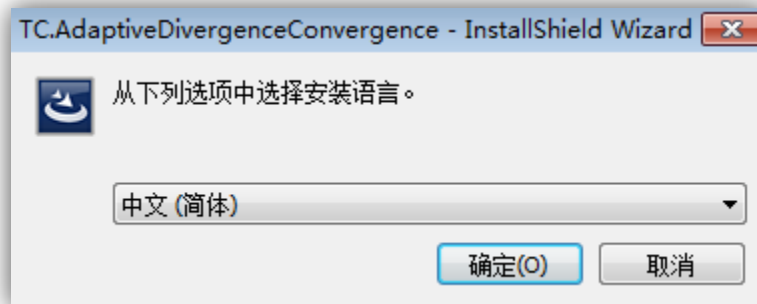 TC.AdaptiveDivergenceConvergence - InstallShield Wizard
从下列选项中选择安装语言。
中文 (简体)
确定(O) 取消